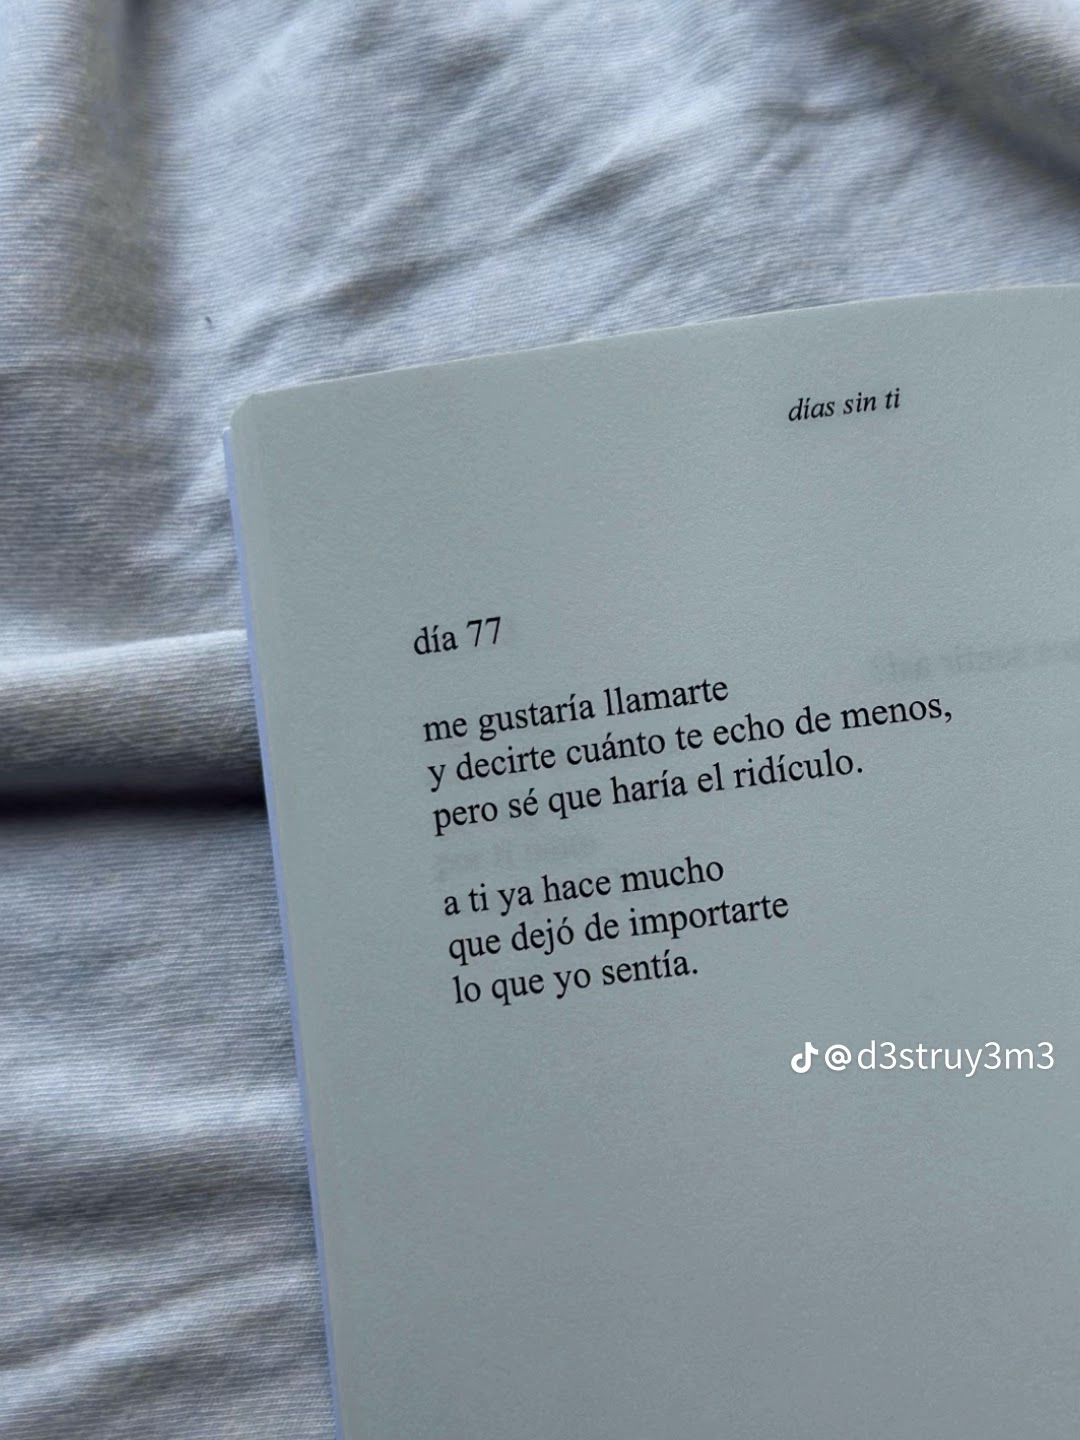 días sin ti
día 77
me gustaría llamarte
y decirte cuánto te echo de menos,
pero sé que haría el ridículo.
a ti ya hace mucho
que dejó de importarte
lo que yo sentía.
@d3struy3m3